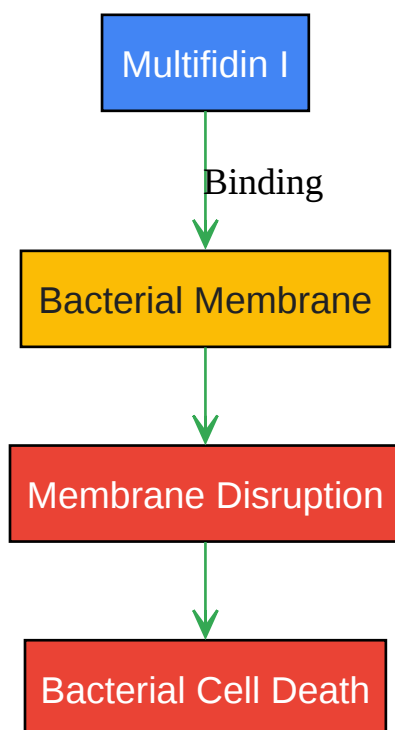 Multifidin I
Binding
Bacterial Membrane
Membrane Disruption
Bacterial Cell Death